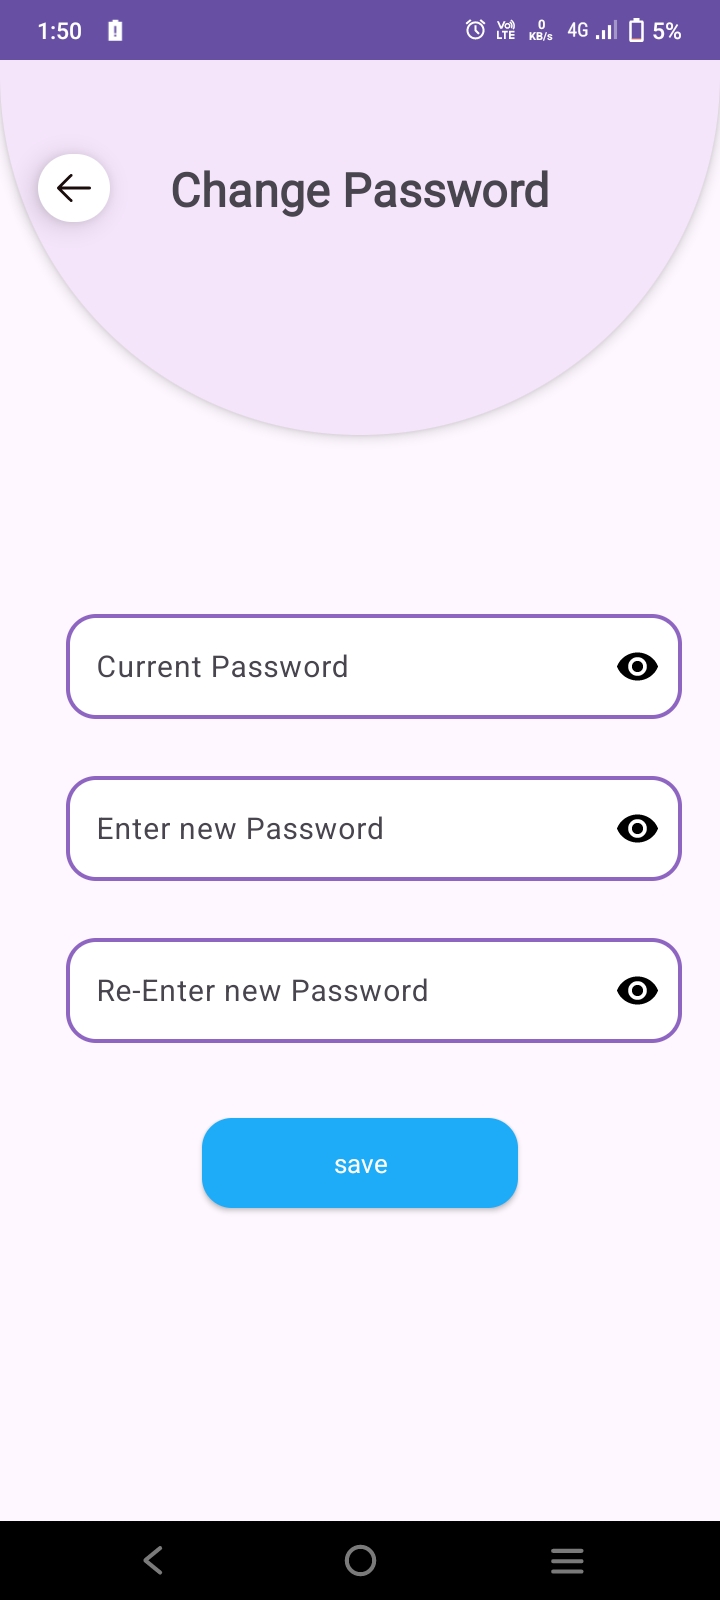 1:50 Vo) LTE 0 KB/s 4G 5%
Change Password
Current Password
Enter new Password
Re-Enter new Password
save